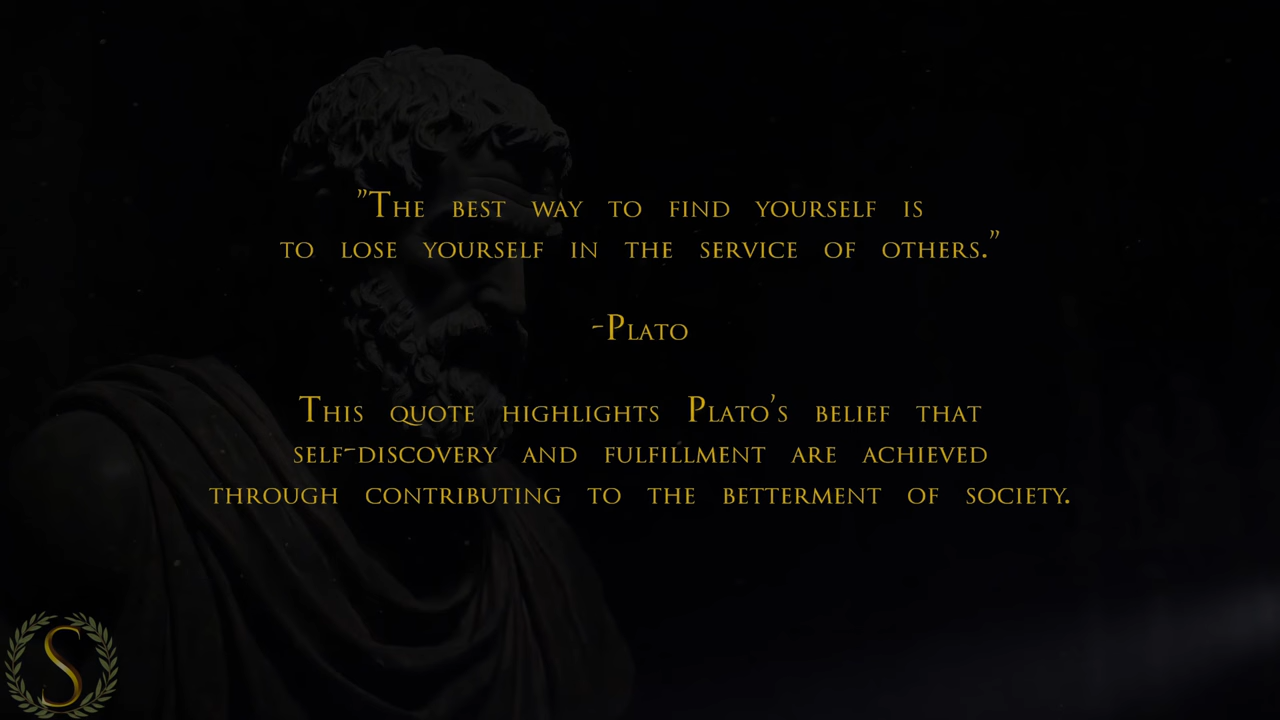 "The best way to find yourself is
to lose yourself in the service of others."
-Plato
This quote highlights Plato's belief that
self-discovery and fulfillment are achieved
through contributing to the betterment of society.
S